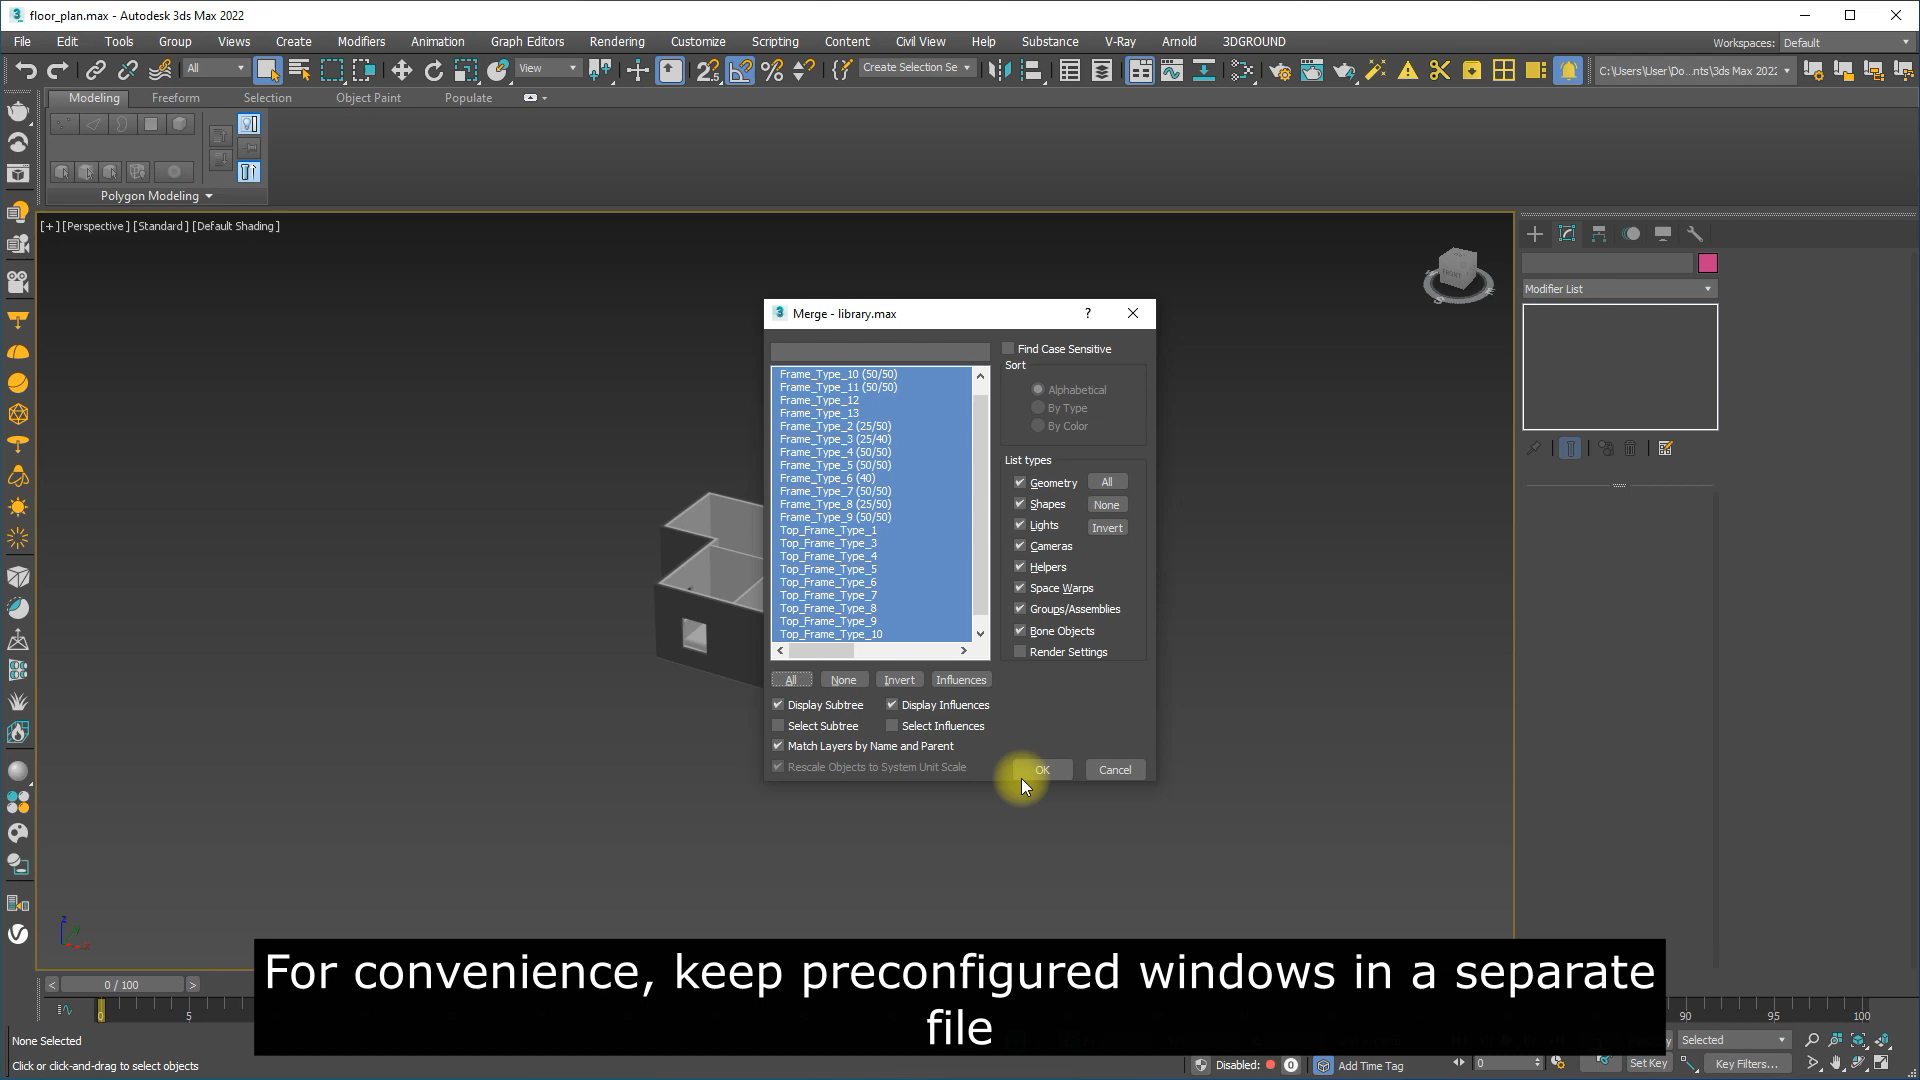 floor_plan.max - Autodesk 3ds Max 2022
File Edit Tools Group Views Create Modifiers Animation Graph Editors Rendering Customize Scripting Content Civil View Help Substance V-Ray Arnold 3DGROUND
Workspaces: Default
All
View
Create Selection Se
C:\Users\User\Do...nts\3ds Max 2022
Modeling Freeform Selection Object Paint Populate
Polygon Modeling
[+] [Perspective ] [Standard ] [Default Shading ]
FRONT
Modifier List
Merge - library.max
?
Find Case Sensitive
Sort
Alphabetical
By Type
By Color
Frame_Type_10 (50/50)
Frame_Type_11 (50/50)
Frame_Type_12
Frame_Type_13
Frame_Type_2 (25/50)
Frame_Type_3 (25/40)
Frame_Type_4 (50/50)
Frame_Type_5 (50/50)
Frame_Type_6 (40)
Frame_Type_7 (50/50)
Frame_Type_8 (25/50)
Frame_Type_9 (50/50)
Top_Frame_Type_1
Top_Frame_Type_3
Top_Frame_Type_4
Top_Frame_Type_5
Top_Frame_Type_6
Top_Frame_Type_7
Top_Frame_Type_8
Top_Frame_Type_9
Top_Frame_Type_10
List types
Geometry All
Shapes None
Lights Invert
Cameras
Helpers
Space Warps
Groups/Assemblies
Bone Objects
Render Settings
All None Invert Influences
Display Subtree Display Influences
Select Subtree Select Influences
Match Layers by Name and Parent
Rescale Objects to System Unit Scale
OK Cancel
z
y
x
For convenience, keep preconfigured windows in a separate
file
< 0 / 100 >
0 5 90 95 100
None Selected
Click or click-and-drag to select objects
Disabled: 0
Add Time Tag
0
Selected
Set Key
Key Filters...